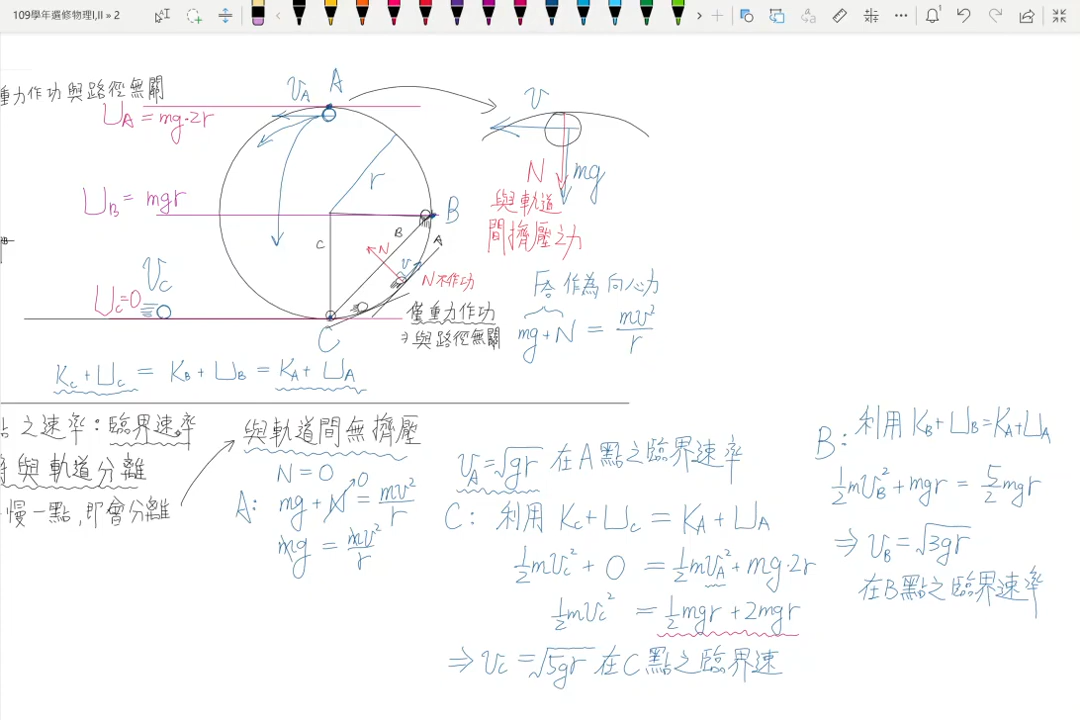 109學年選修物理I,II » 2
重力作功與路徑無關
U_A = mg·2r
U_B = mgr
V_C
U_C=0
V_A A
r
B
C
B
A
N
v
N不作功
僅重力作功
⇒與路徑無關
C
v
N
mg
與軌道
間擠壓之力
F合 作為向心力
mg+N = mv²/r
K_C+U_C = K_B+U_B = K_A+U_A
點之速率:臨界速率
與軌道分離
慢一點,即會分離
與軌道間無擠壓
N=0
A: mg+N = mv²/r
0
mg = mv²/r
V_A=√gr 在A點之臨界速率
C: 利用 K_C+U_C = K_A+U_A
½mv_C²+0 = ½mv_A²+mg·2r
½mv_C² = ½mgr+2mgr
⇒ v_C=√5gr 在C點之臨界速
B: 利用 K_B+U_B=K_A+U_A
½mv_B²+mgr = 5/2 mgr
⇒ v_B=√3gr
在B點之臨界速率